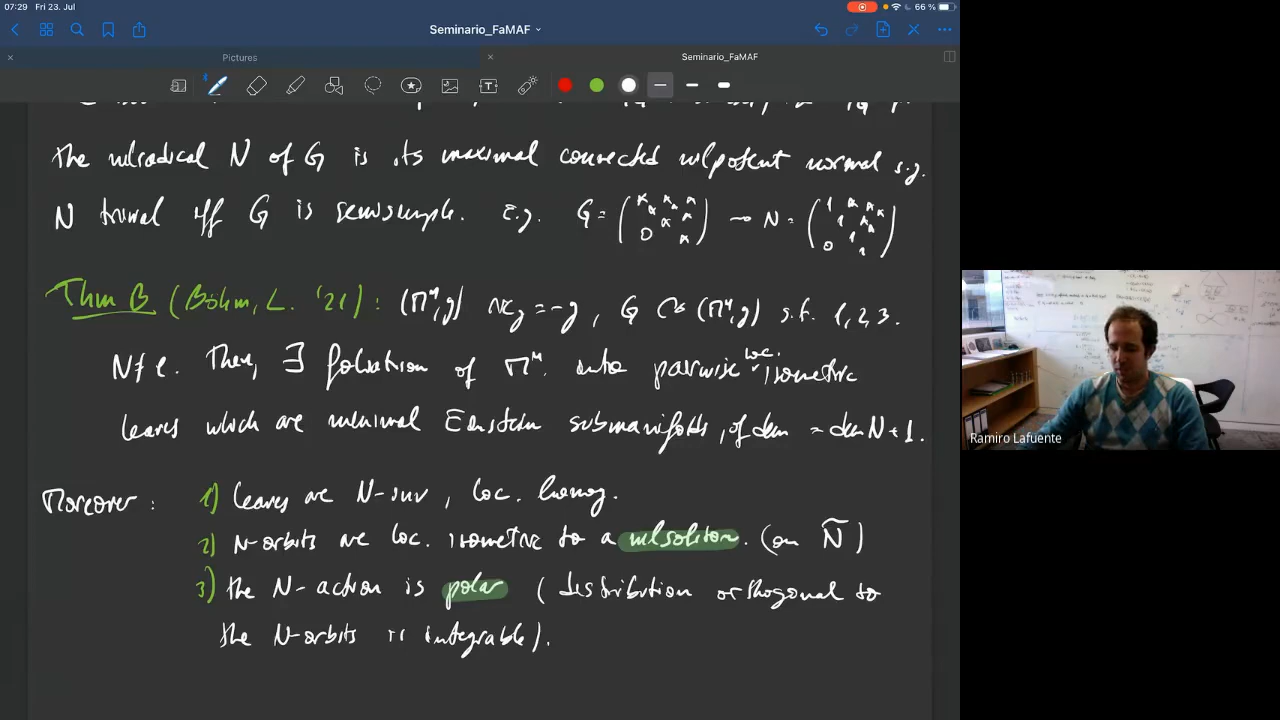 07:29 Fri 23. Jul
66 %
Seminario_FaMAF
Pictures
Seminario_FaMAF
the nilradical N of G is its maximal connected nilpotent normal s.g.
N trivial iff G is semisimple. E.g. G = ( * * * * * * 0 * ) ⇝ N = ( 1 * * * 1 * * 0 1 1 )
Thm B (Böhm, L. '21) : (Mⁿ,g) ric_g = -g , G ↷ (Mⁿ,g) s.t. 1, 2, 3.
N ≠ e. Then, ∃ foliation of Mⁿ into pairwise loc. isometric
leaves which are minimal Einstein submanifolds, of dim = dim N + 1.
Moreover : 1) leaves are N-inv , loc. homog.
2) N-orbits are loc. isometric to a nilsoliton. (on Ñ)
3) the N-action is polar ( distribution orthogonal to
the N-orbits is integrable).
Ramiro Lafuente